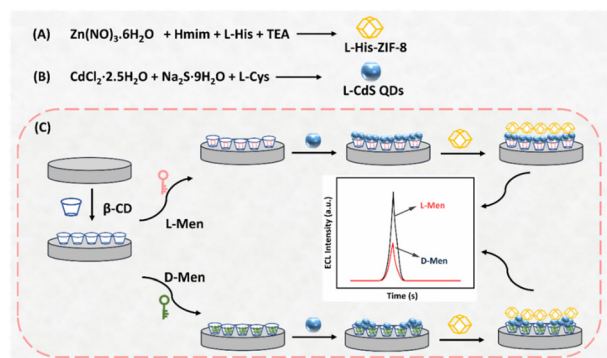 (A) Zn(NO)₃.6H₂O + Hmim + L-His + TEA
L-His-ZIF-8
(B) CdCl₂·2.5H₂O + Na₂S·9H₂O + L-Cys
L-CdS QDs
(C)
β-CD
L-Men
D-Men
ECL Intensity (a.u.)
L-Men
D-Men
Time (s)